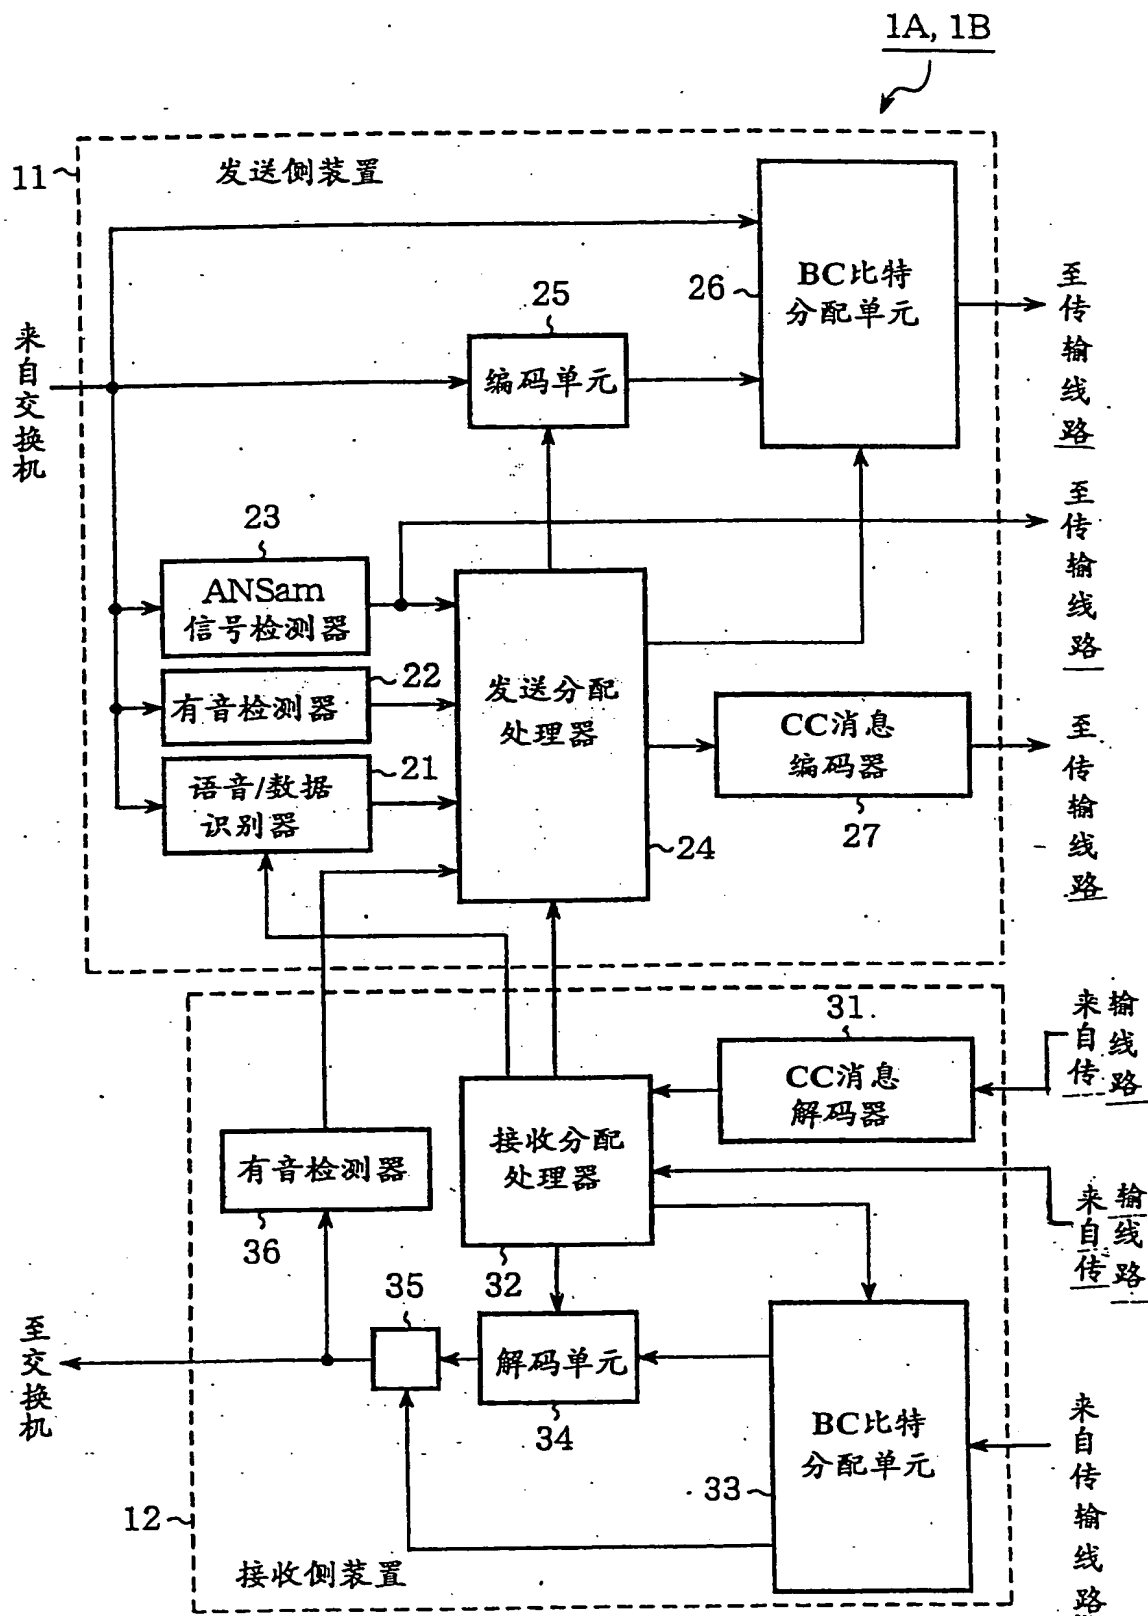 1A, 1B
11
发送侧装置
来自交换机
25
编码单元
26
BC比特
分配单元
至传输线路
23
ANSam
信号检测器
至传输线路
22
有音检测器
21
语音/数据
识别器
发送分配
处理器
24
CC消息
编码器
27
至传输线路
31.
CC消息
解码器
来自传输线路
接收分配
处理器
32
来自传输线路
有音检测器
36
35
解码单元
34
33
BC比特
分配单元
来自传输线路
至交换机
12
接收侧装置